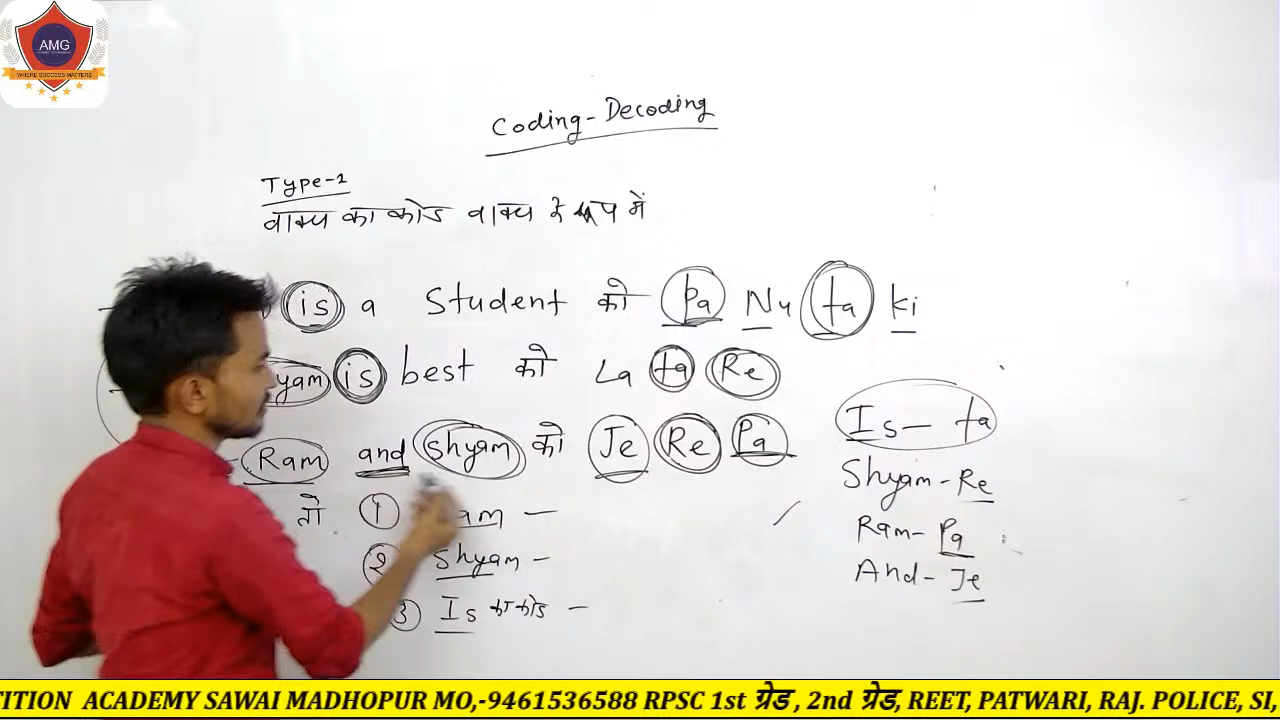 AMG
WHERE SUCCESS MATTERS
Coding-Decoding
Type-1
वाक्य का कोड वाक्य के रूप में
is a Student को Pa Nu ta Ki
yam is best को La ta Re
Ram and Shyam को Je Re Pa
Is - ta
Shyam - Re
Ram - Pa
And - Je
तो ① am -
② Shyam -
③ Is का कोड -
TITION ACADEMY SAWAI MADHOPUR MO,-9461536588 RPSC 1st ग्रेड , 2nd ग्रेड, REET, PATWARI, RAJ. POLICE, SI,